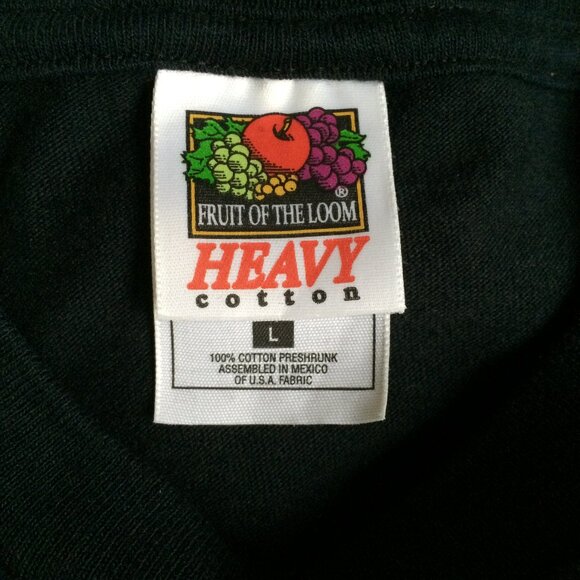 ®
FRUIT OF THE LOOM
HEAVY
cotton
L
100% COTTON PRESHRUNK
ASSEMBLED IN MEXICO
OF U.S.A. FABRIC